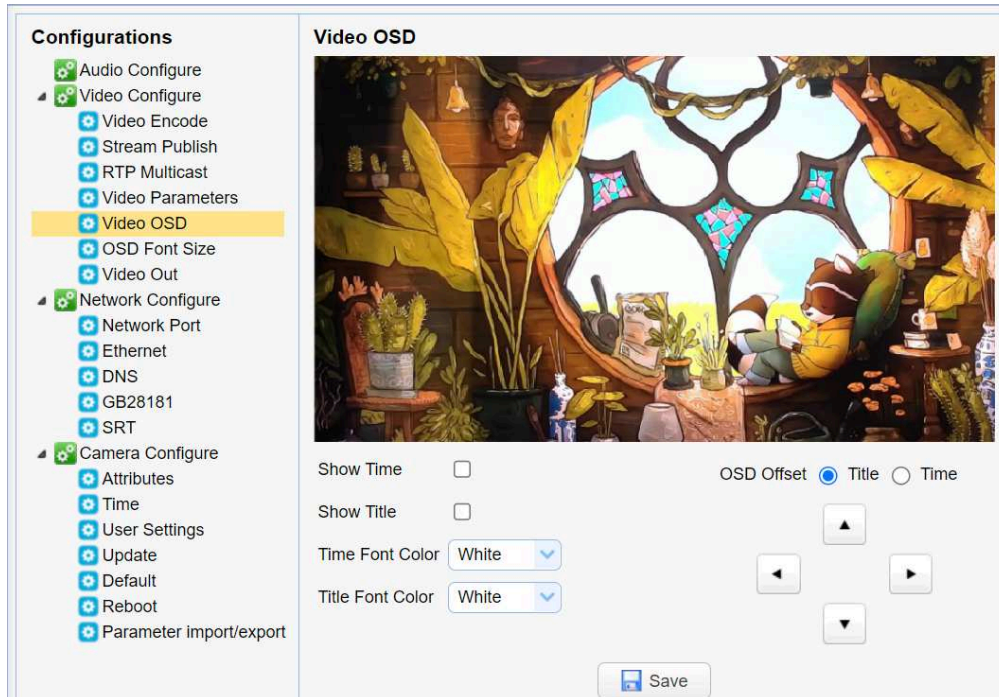 Configurations
Audio Configure
Video Configure
Video Encode
Stream Publish
RTP Multicast
Video Parameters
Video OSD
OSD Font Size
Video Out
Network Configure
Network Port
Ethernet
DNS
GB28181
SRT
Camera Configure
Attributes
Time
User Settings
Update
Default
Reboot
Parameter import/export
Video OSD
Show Time
Show Title
Time Font Color White
Title Font Color White
OSD Offset Title Time
Save